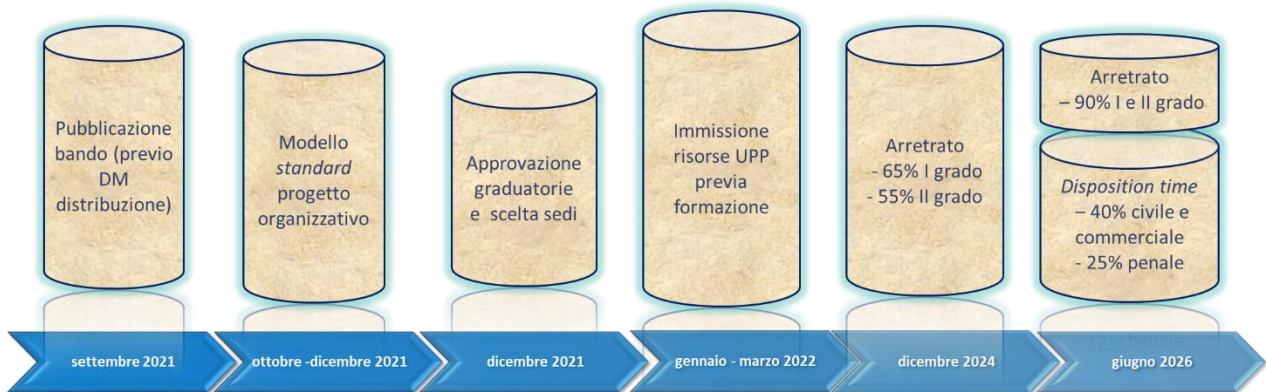 Pubblicazione
bando (previo
DM
distribuzione)
Modello
standard
progetto
organizzativo
Approvazione
graduatorie
e scelta sedi
Immissione
risorse UPP
previa
formazione
Arretrato
- 65% I grado
- 55% II grado
Arretrato
– 90% I e II grado
Disposition time
– 40% civile e
commerciale
- 25% penale
settembre 2021
ottobre -dicembre 2021
dicembre 2021
gennaio - marzo 2022
dicembre 2024
giugno 2026